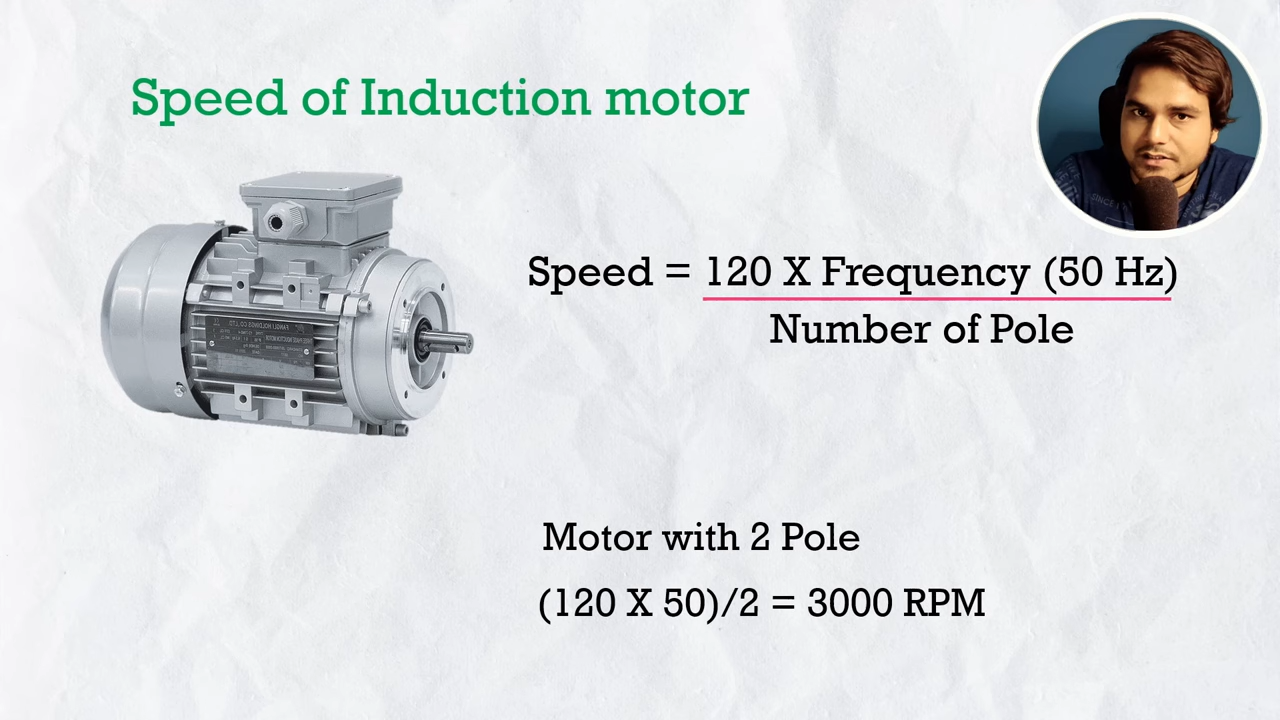 Speed of Induction motor
Speed = 120 X Frequency (50 Hz)
Number of Pole
Motor with 2 Pole
(120 X 50)/2 = 3000 RPM